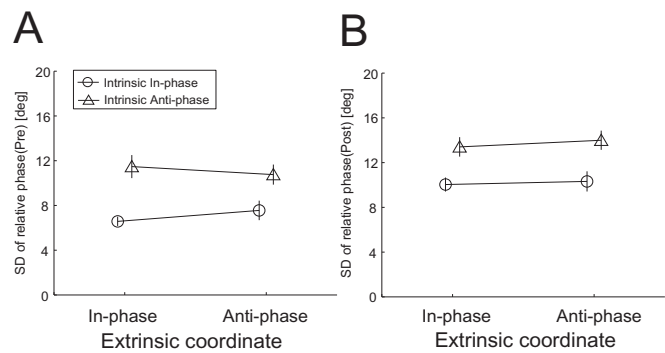 A
SD of relative phase(Pre) [deg]
20
16
12
8
4
0
Intrinsic In-phase
Intrinsic Anti-phase
In-phase
Anti-phase
Extrinsic coordinate
B
SD of relative phase(Post) [deg]
20
16
12
8
4
0
In-phase
Anti-phase
Extrinsic coordinate